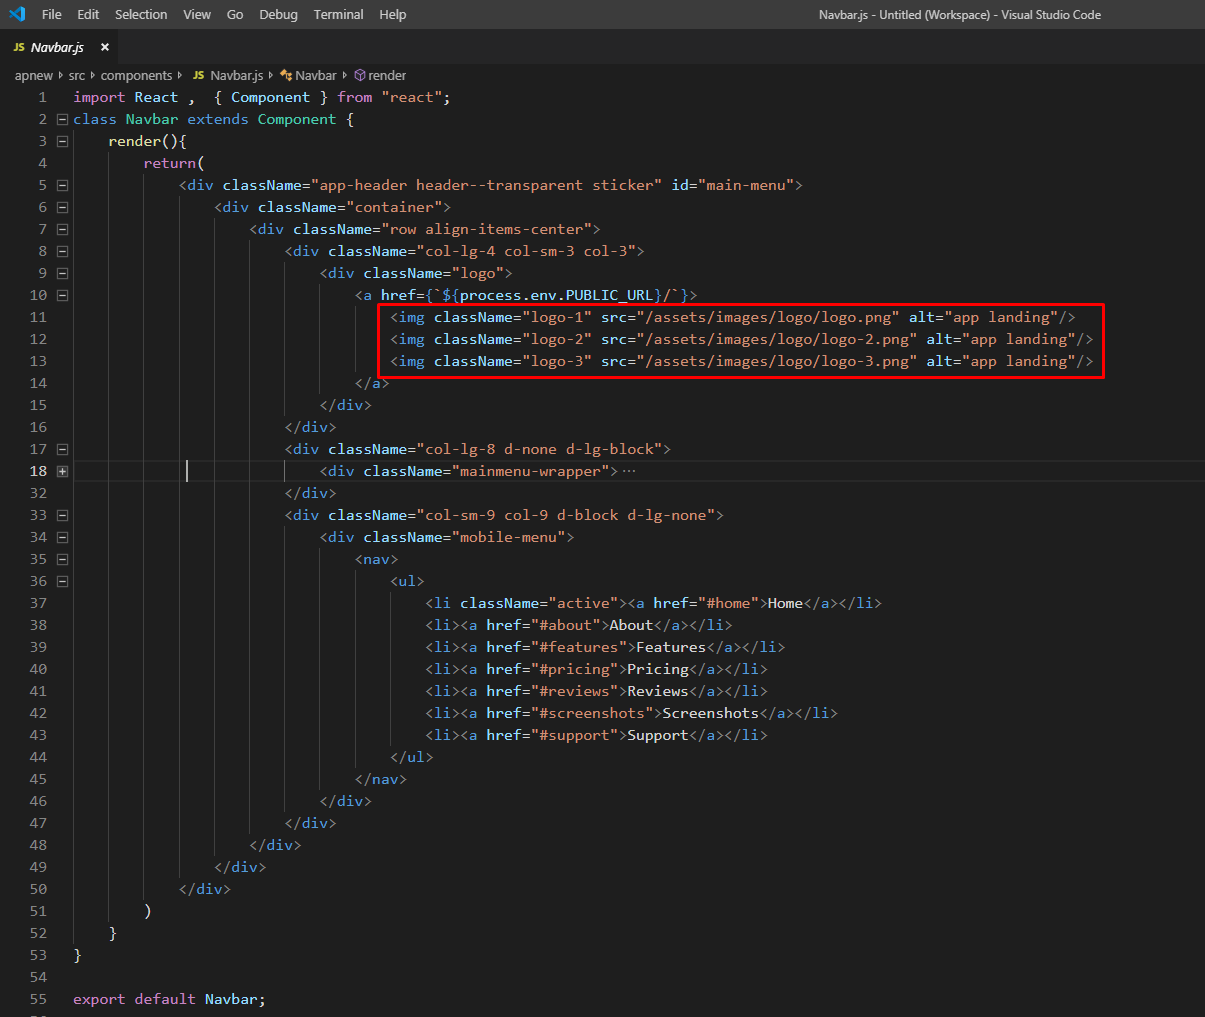 File Edit Selection View Go Debug Terminal Help Navbar.js - Untitled (Workspace) - Visual Studio Code
JS Navbar.js ×
apnew src components JS Navbar.js Navbar render
1 import React , { Component } from "react";
2 class Navbar extends Component {
3 render(){
4 return(
5 <div className="app-header header--transparent sticker" id="main-menu">
6 <div className="container">
7 <div className="row align-items-center">
8 <div className="col-lg-4 col-sm-3 col-3">
9 <div className="logo">
10 <a href={`${process.env.PUBLIC_URL}/`}>
11 <img className="logo-1" src="/assets/images/logo/logo.png" alt="app landing"/>
12 <img className="logo-2" src="/assets/images/logo/logo-2.png" alt="app landing"/>
13 <img className="logo-3" src="/assets/images/logo/logo-3.png" alt="app landing"/>
14 </a>
15 </div>
16 </div>
17 <div className="col-lg-8 d-none d-lg-block">
18 <div className="mainmenu-wrapper">···
32 </div>
33 <div className="col-sm-9 col-9 d-block d-lg-none">
34 <div className="mobile-menu">
35 <nav>
36 <ul>
37 <li className="active"><a href="#home">Home</a></li>
38 <li><a href="#about">About</a></li>
39 <li><a href="#features">Features</a></li>
40 <li><a href="#pricing">Pricing</a></li>
41 <li><a href="#reviews">Reviews</a></li>
42 <li><a href="#screenshots">Screenshots</a></li>
43 <li><a href="#support">Support</a></li>
44 </ul>
45 </nav>
46 </div>
47 </div>
48 </div>
49 </div>
50 </div>
51 )
52 }
53 }
54
55 export default Navbar;